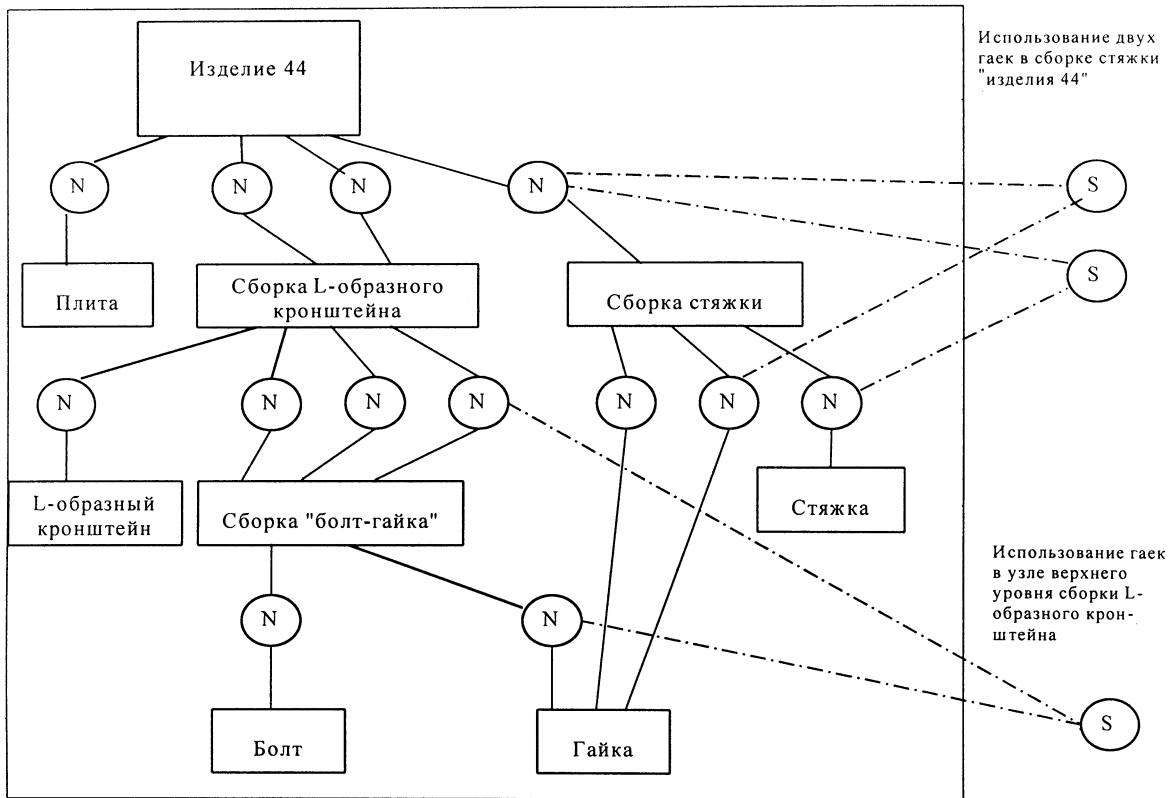 Изделие 44
Использование двух
гаек в сборке стяжки
"изделия 44"
N
N
N
N
S
S
Плита
Сборка L-образного
кронштейна
Сборка стяжки
N
N
N
N
N
N
N
L-образный
кронштейн
Сборка "болт-гайка"
Стяжка
Использование гаек
в узле верхнего
уровня сборки L-
образного крон-
штейна
N
N
S
Болт
Гайка